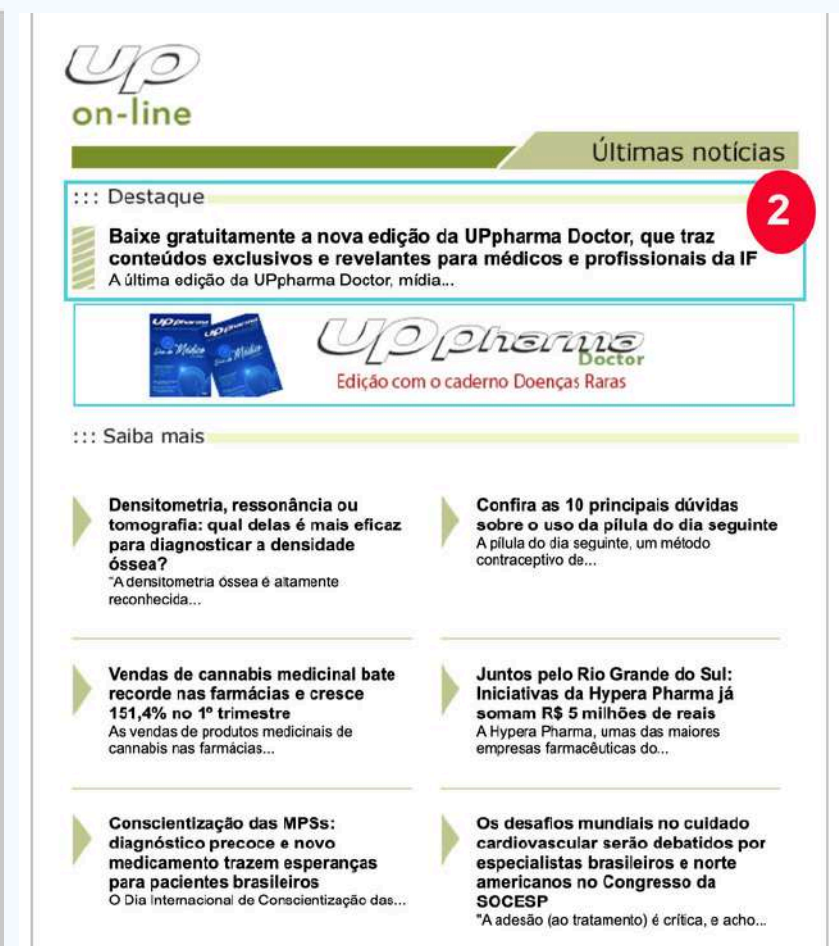 up
on-line
Últimas notícias
::: Destaque
2
Baixe gratuitamente a nova edição da UPpharma Doctor, que traz
conteúdos exclusivos e revelantes para médicos e profissionais da IF
A última edição da UPpharma Doctor, mídia...
UPpharma
UPpharma
Médico
Médico
UPpharma
Doctor
Edição com o caderno Doenças Raras
::: Saiba mais
Densitometria, ressonância ou
tomografia: qual delas é mais eficaz
para diagnosticar a densidade
óssea?
"A densitometria óssea é altamente
reconhecida...
Confira as 10 principais dúvidas
sobre o uso da pílula do dia seguinte
A pílula do dia seguinte, um método
contraceptivo de...
Vendas de cannabis medicinal bate
recorde nas farmácias e cresce
151,4% no 1º trimestre
As vendas de produtos medicinais de
cannabis nas farmácias...
Juntos pelo Rio Grande do Sul:
Iniciativas da Hypera Pharma já
somam R$ 5 milhões de reais
A Hypera Pharma, umas das maiores
empresas farmacêuticas do...
Conscientização das MPSs:
diagnóstico precoce e novo
medicamento trazem esperanças
para pacientes brasileiros
O Dia Internacional de Conscientização das...
Os desafios mundiais no cuidado
cardiovascular serão debatidos por
especialistas brasileiros e norte
americanos no Congresso da
SOCESP
"A adesão (ao tratamento) é crítica, e acho...